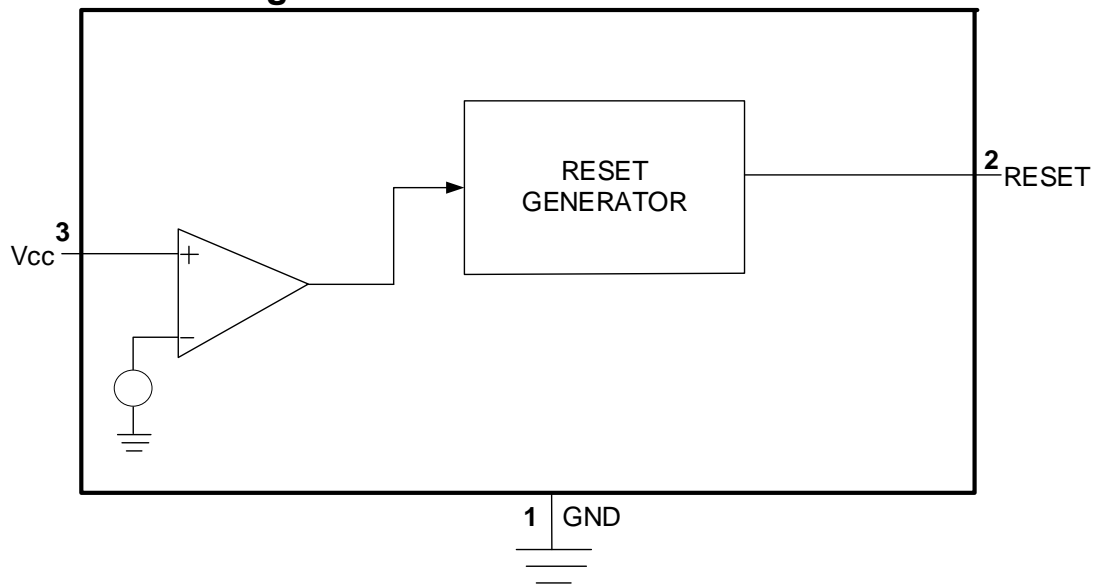 RESET
GENERATOR
2
RESET
3
Vcc
+
−
1 GND